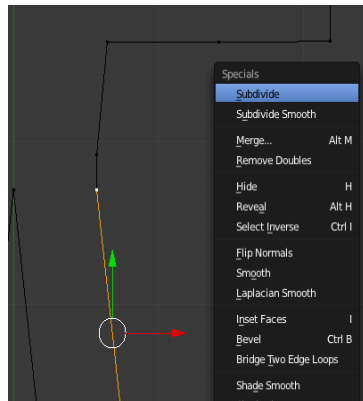 Specials
Subdivide
Subdivide Smooth
Merge... Alt M
Remove Doubles
Hide H
Reveal Alt H
Select Inverse Ctrl I
Flip Normals
Smooth
Laplacian Smooth
Inset Faces I
Bevel Ctrl B
Bridge Two Edge Loops
Shade Smooth